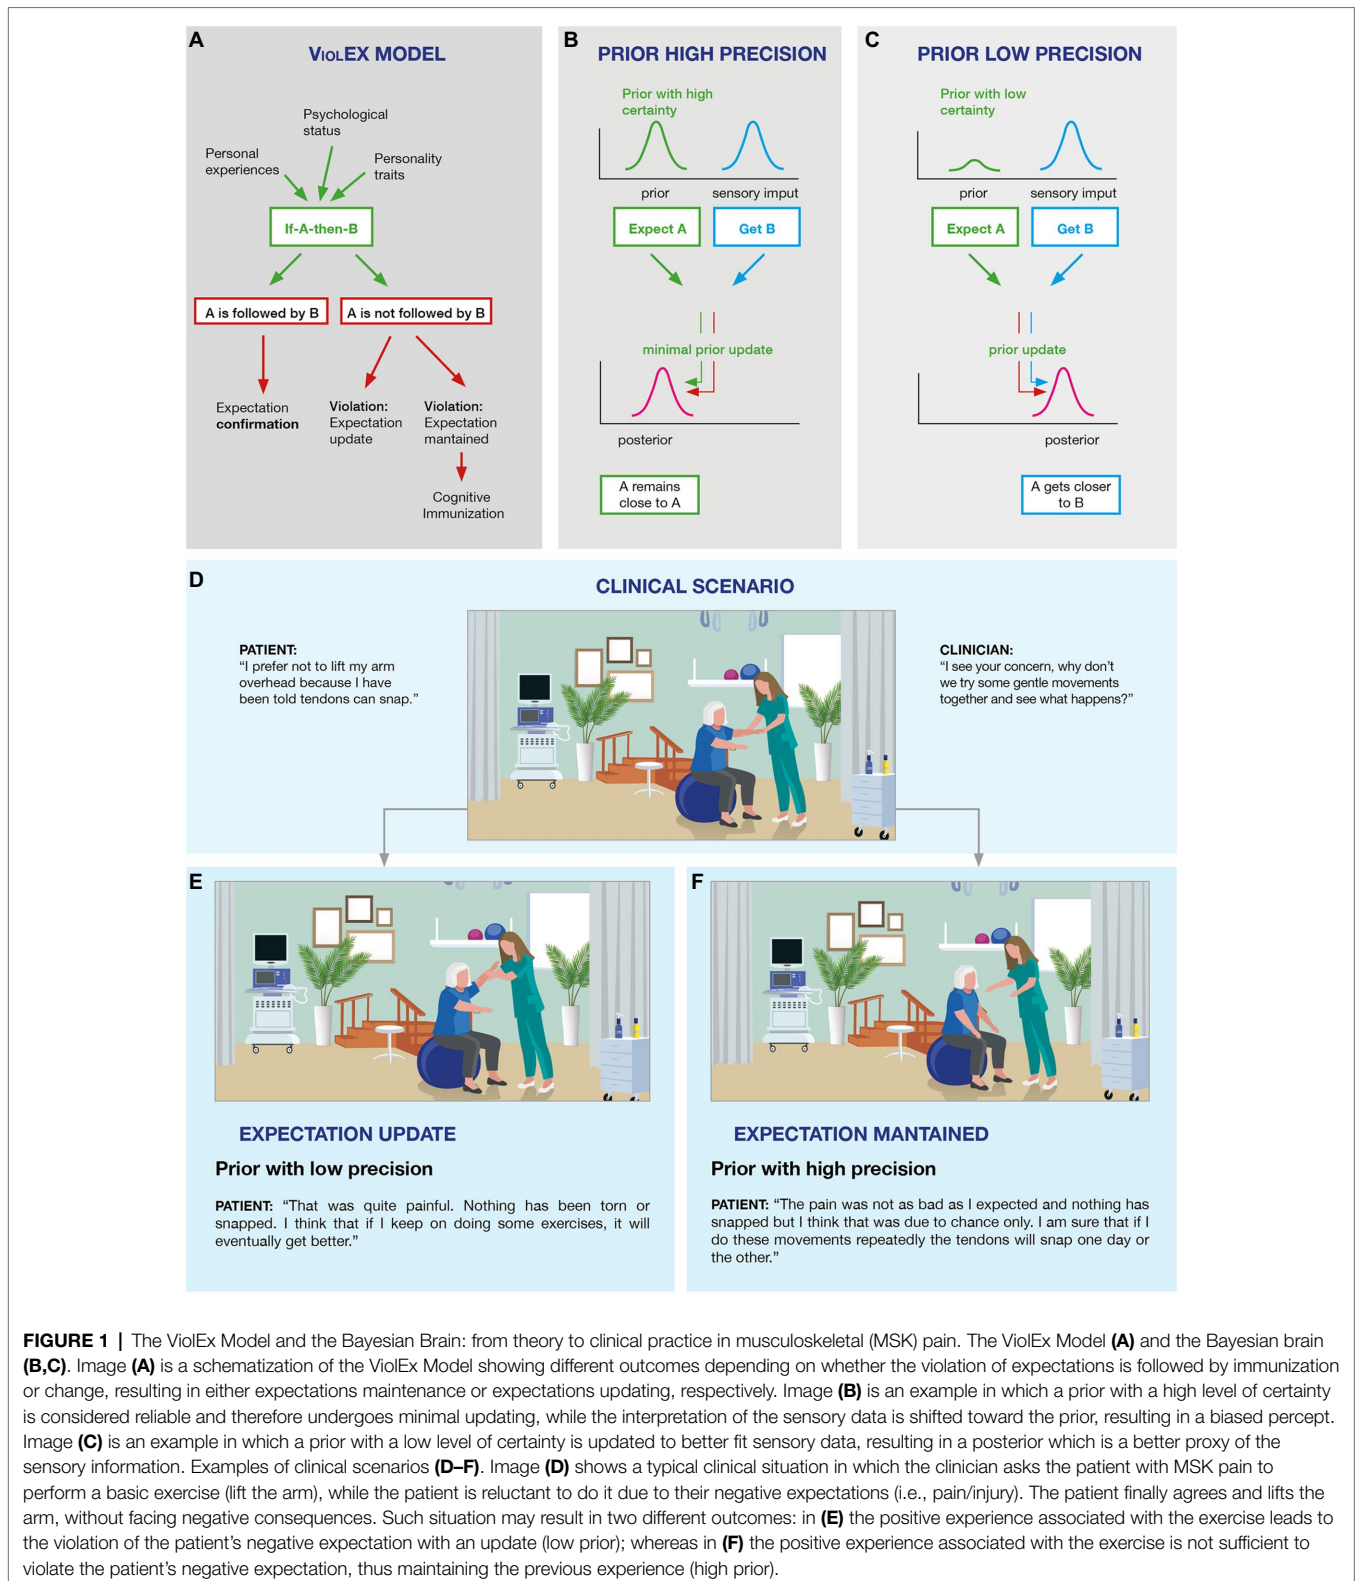 A
VIOLEX MODEL
Psychological
status
Personal
experiences
Personality
traits
If-A-then-B
A is followed by B
A is not followed by B
Expectation
confirmation
Violation:
Expectation
update
Violation:
Expectation
mantained
Cognitive
Immunization
B
PRIOR HIGH PRECISION
Prior with high
certainty
prior
sensory imput
Expect A
Get B
minimal prior update
posterior
A remains
close to A
C
PRIOR LOW PRECISION
Prior with low
certainty
prior
sensory imput
Expect A
Get B
prior update
posterior
A gets closer
to B
D
CLINICAL SCENARIO
PATIENT:
“I prefer not to lift my arm
overhead because I have
been told tendons can snap.”
CLINICIAN:
“I see your concern, why don’t
we try some gentle movements
together and see what happens?”
E
EXPECTATION UPDATE
Prior with low precision
PATIENT: “That was quite painful. Nothing has been torn or
snapped. I think that if I keep on doing some exercises, it will
eventually get better.”
F
EXPECTATION MANTAINED
Prior with high precision
PATIENT: “The pain was not as bad as I expected and nothing has
snapped but I think that was due to chance only. I am sure that if I
do these movements repeatedly the tendons will snap one day or
the other.”
FIGURE 1 | The ViolEx Model and the Bayesian Brain: from theory to clinical practice in musculoskeletal (MSK) pain. The ViolEx Model (A) and the Bayesian brain
(B,C). Image (A) is a schematization of the ViolEx Model showing different outcomes depending on whether the violation of expectations is followed by immunization
or change, resulting in either expectations maintenance or expectations updating, respectively. Image (B) is an example in which a prior with a high level of certainty
is considered reliable and therefore undergoes minimal updating, while the interpretation of the sensory data is shifted toward the prior, resulting in a biased percept.
Image (C) is an example in which a prior with a low level of certainty is updated to better fit sensory data, resulting in a posterior which is a better proxy of the
sensory information. Examples of clinical scenarios (D–F). Image (D) shows a typical clinical situation in which the clinician asks the patient with MSK pain to
perform a basic exercise (lift the arm), while the patient is reluctant to do it due to their negative expectations (i.e., pain/injury). The patient finally agrees and lifts the
arm, without facing negative consequences. Such situation may result in two different outcomes: in (E) the positive experience associated with the exercise leads to
the violation of the patient’s negative expectation with an update (low prior); whereas in (F) the positive experience associated with the exercise is not sufficient to
violate the patient’s negative expectation, thus maintaining the previous experience (high prior).